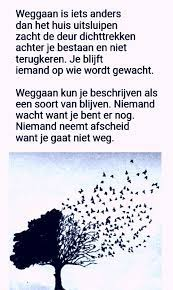 Weggaan is iets anders
dan het huis uitsluipen
zacht de deur dichttrekken
achter je bestaan en niet
terugkeren. Je blijft
iemand op wie wordt gewacht.

Weggaan kun je beschrijven als
een soort van blijven. Niemand
wacht want je bent er nog.
Niemand neemt afscheid
want je gaat niet weg.